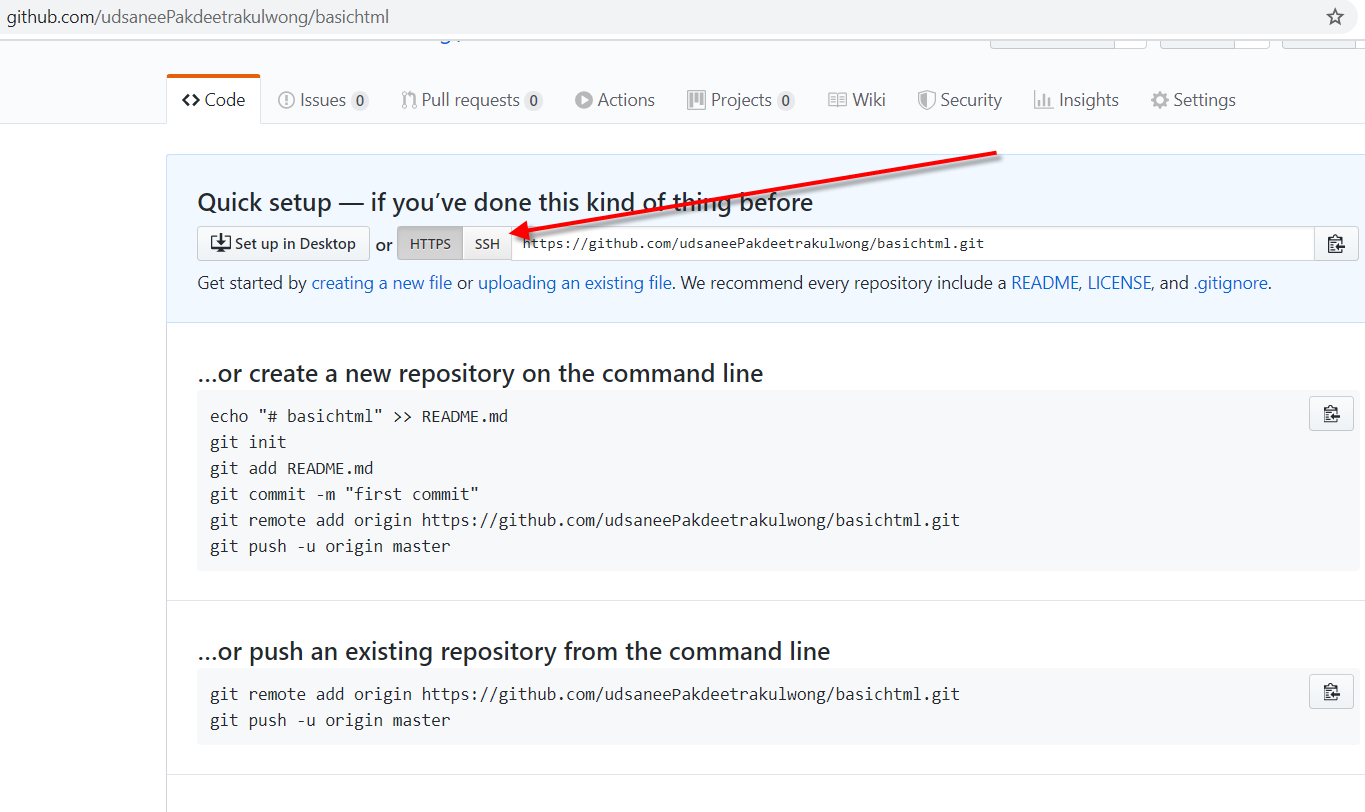 github.com/udsaneePakdeetrakulwong/basichtml
Code Issues 0 Pull requests 0 Actions Projects 0 Wiki Security Insights Settings
Quick setup — if you’ve done this kind of thing before
Set up in Desktop or HTTPS SSH https://github.com/udsaneePakdeetrakulwong/basichtml.git
Get started by creating a new file or uploading an existing file. We recommend every repository include a README, LICENSE, and .gitignore.
…or create a new repository on the command line
echo "# basichtml" >> README.md
git init
git add README.md
git commit -m "first commit"
git remote add origin https://github.com/udsaneePakdeetrakulwong/basichtml.git
git push -u origin master
…or push an existing repository from the command line
git remote add origin https://github.com/udsaneePakdeetrakulwong/basichtml.git
git push -u origin master